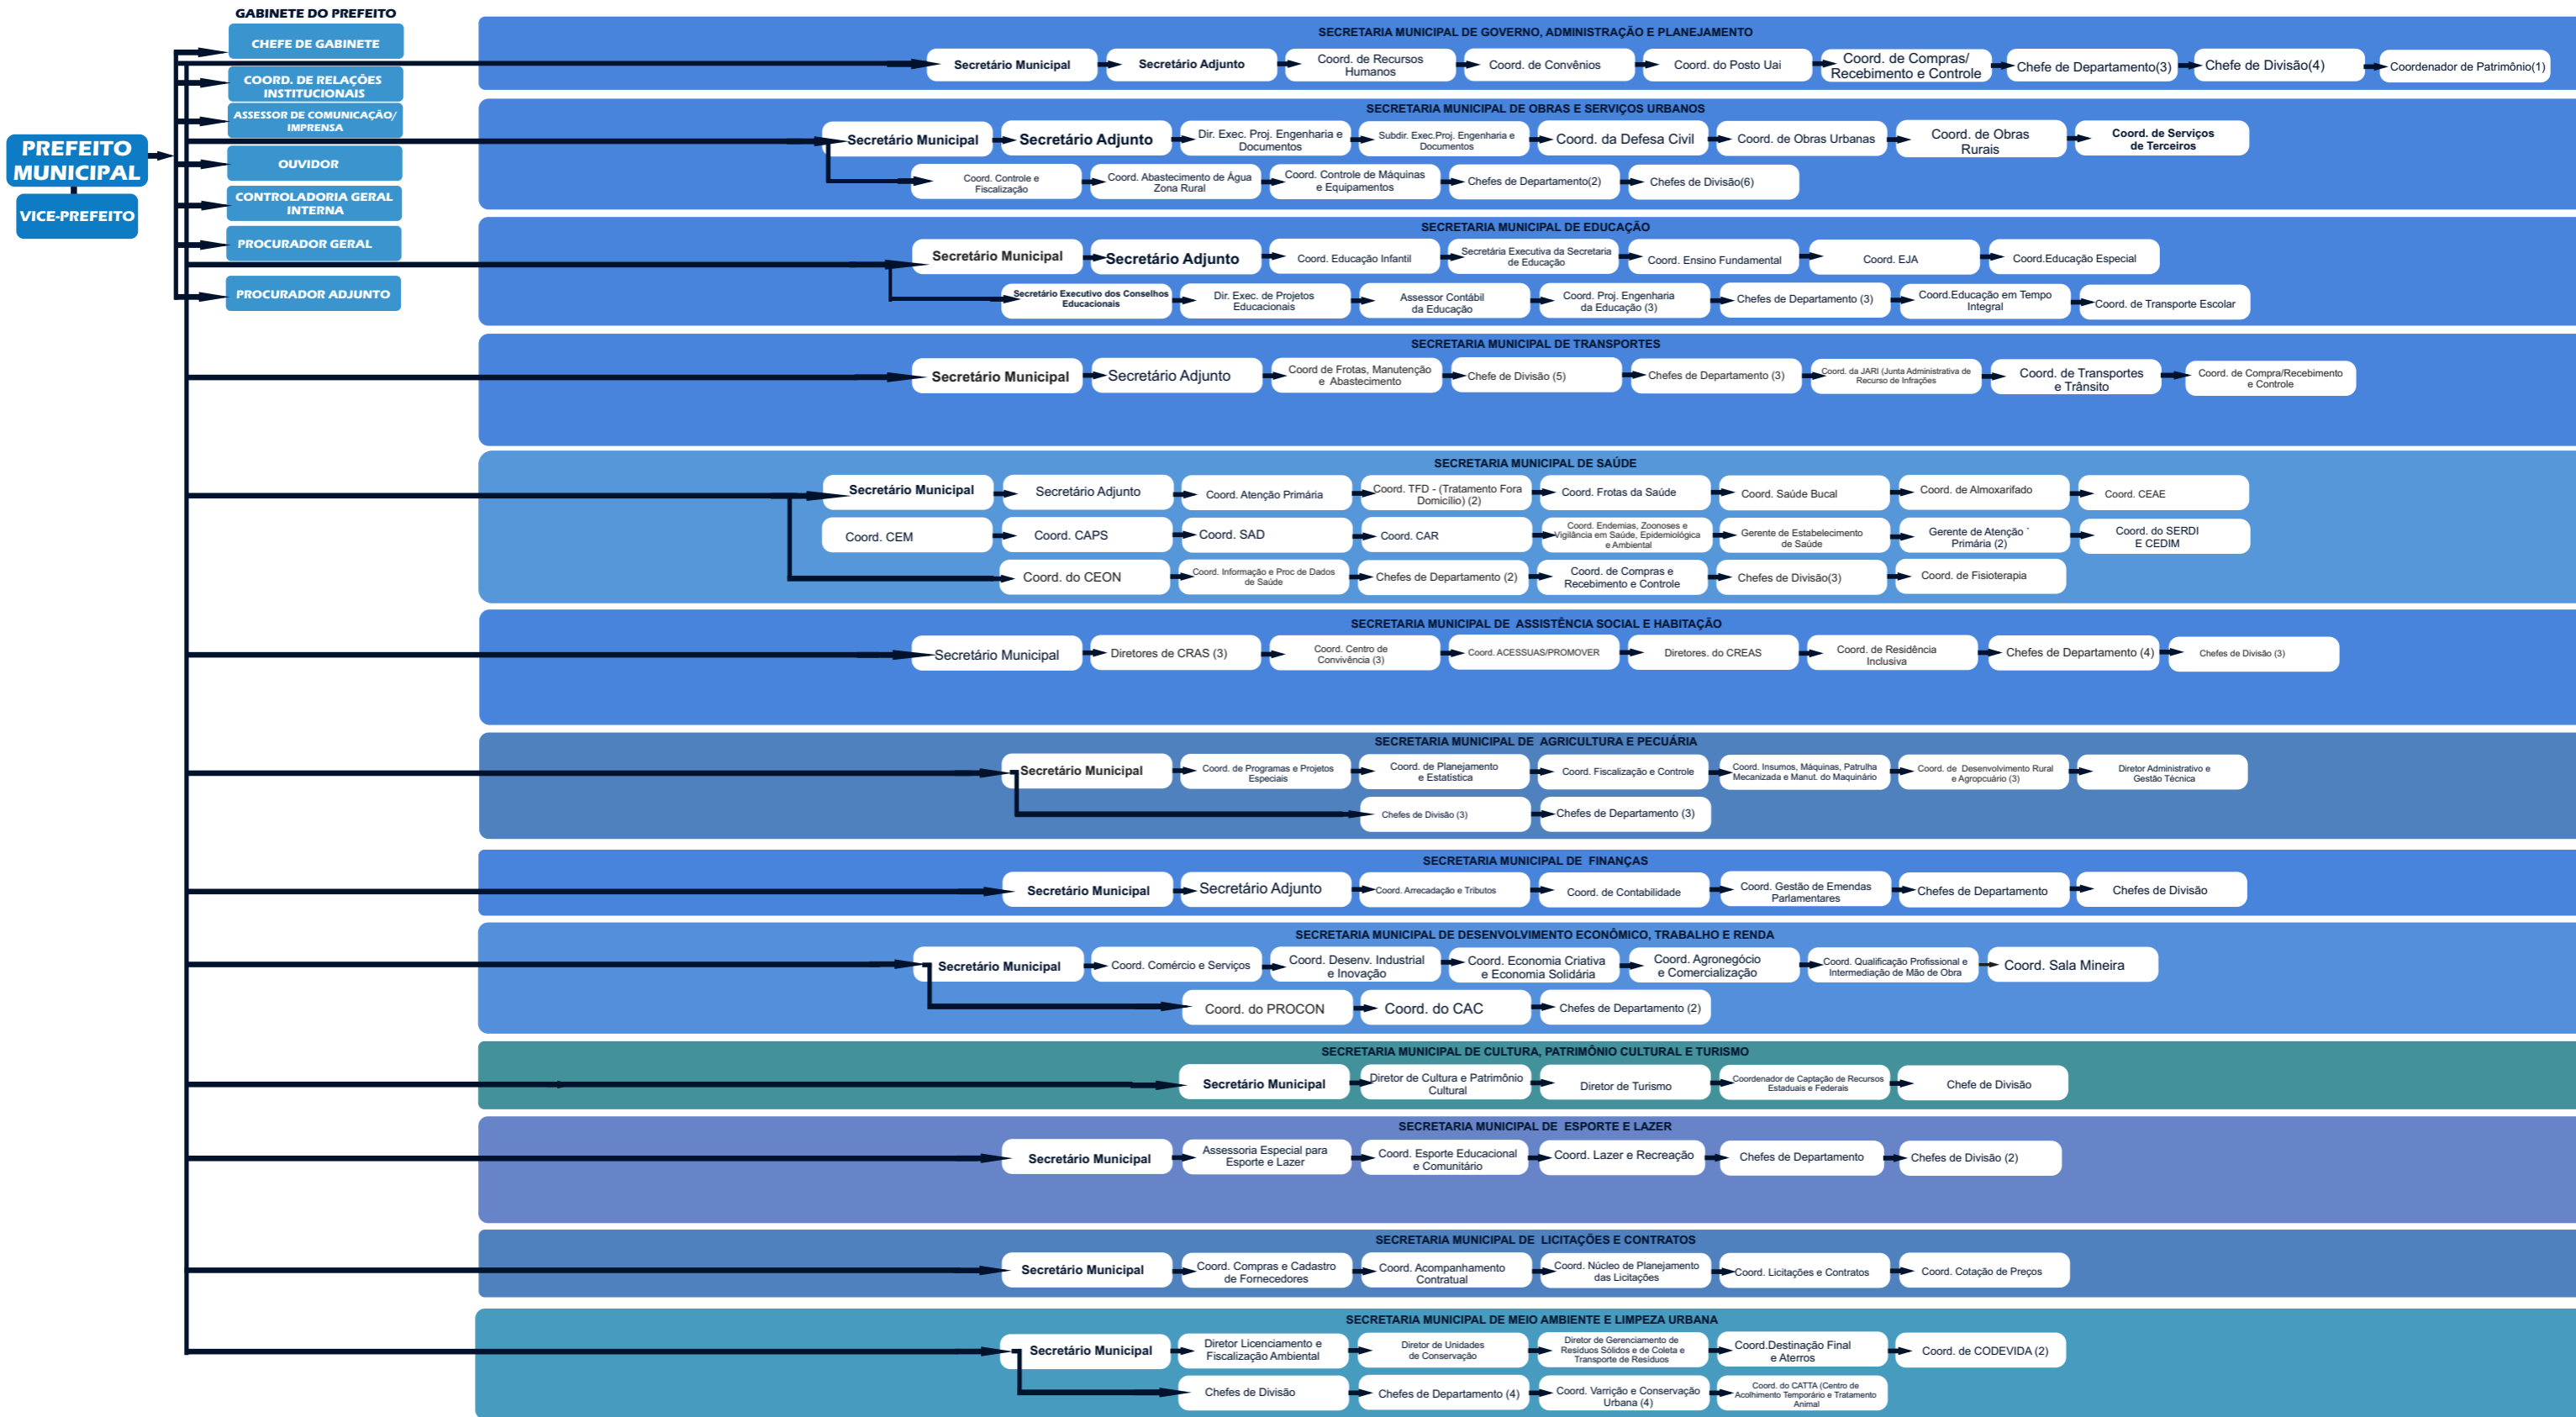 GABINETE DO PREFEITO
CHEFE DE GABINETE
COORD. DE RELAÇÕES
INSTITUCIONAIS
ASSESSOR DE COMUNICAÇÃO/
IMPRENSA
OUVIDOR
CONTROLADORIA GERAL
INTERNA
PROCURADOR GERAL
PROCURADOR ADJUNTO
PREFEITO
MUNICIPAL
VICE-PREFEITO
SECRETARIA MUNICIPAL DE GOVERNO, ADMINISTRAÇÃO E PLANEJAMENTO
Secretário Municipal
Secretário Adjunto
Coord. de Recursos
Humanos
Coord. de Convênios
Coord. do Posto Uai
Coord. de Compras/
Recebimento e Controle
Chefe de Departamento(3)
Chefe de Divisão(4)
Coordenador de Patrimônio(1)
SECRETARIA MUNICIPAL DE OBRAS E SERVIÇOS URBANOS
Secretário Municipal
Secretário Adjunto
Dir. Exec. Proj. Engenharia e
Documentos
Subdir. Exec.Proj. Engenharia e
Documentos
Coord. da Defesa Civil
Coord. de Obras Urbanas
Coord. de Obras
Rurais
Coord. de Serviços
de Terceiros
Coord. Controle e
Fiscalização
Coord. Abastecimento de Água
Zona Rural
Coord. Controle de Máquinas
e Equipamentos
Chefes de Departamento(2)
Chefes de Divisão(6)
SECRETARIA MUNICIPAL DE EDUCAÇÃO
Secretário Municipal
Secretário Adjunto
Coord. Educação Infantil
Secretária Executiva da Secretaria
de Educação
Coord. Ensino Fundamental
Coord. EJA
Coord.Educação Especial
Secretário Executivo dos Conselhos
Educacionais
Dir. Exec. de Projetos
Educacionais
Assessor Contábil
da Educação
Coord. Proj. Engenharia
da Educação (3)
Chefes de Departamento (3)
Coord.Educação em Tempo
Integral
Coord. de Transporte Escolar
SECRETARIA MUNICIPAL DE TRANSPORTES
Secretário Municipal
Secretário Adjunto
Coord de Frotas, Manutenção
e Abastecimento
Chefe de Divisão (5)
Chefes de Departamento (3)
Coord. da JARI (Junta Administrativa de
Recurso de Infrações
Coord. de Transportes
e Trânsito
Coord. de Compra/Recebimento
e Controle
SECRETARIA MUNICIPAL DE SAÚDE
Secretário Municipal
Secretário Adjunto
Coord. Atenção Primária
Coord. TFD - (Tratamento Fora
Domicílio) (2)
Coord. Frotas da Saúde
Coord. Saúde Bucal
Coord. de Almoxarifado
Coord. CEAE
Coord. CEM
Coord. CAPS
Coord. SAD
Coord. CAR
Coord. Endemias, Zoonoses e
Vigilância em Saúde, Epidemiológica
e Ambiental
Gerente de Estabelecimento
de Saúde
Gerente de Atenção ´
Primária (2)
Coord. do SERDI
E CEDIM
Coord. do CEON
Coord. Informação e Proc de Dados
de Saúde
Chefes de Departamento (2)
Coord. de Compras e
Recebimento e Controle
Chefes de Divisão(3)
Coord. de Fisioterapia
SECRETARIA MUNICIPAL DE ASSISTÊNCIA SOCIAL E HABITAÇÃO
Secretário Municipal
Diretores de CRAS (3)
Coord. Centro de
Convivência (3)
Coord. ACESSUAS/PROMOVER
Diretores. do CREAS
Coord. de Residência
Inclusiva
Chefes de Departamento (4)
Chefes de Divisão (3)
SECRETARIA MUNICIPAL DE AGRICULTURA E PECUÁRIA
Secretário Municipal
Coord. de Programas e Projetos
Especiais
Coord. de Planejamento
e Estatística
Coord. Fiscalização e Controle
Coord. Insumos, Máquinas, Patrulha
Mecanizada e Manut. do Maquinário
Coord. de Desenvolvimento Rural
e Agropcuário (3)
Diretor Administrativo e
Gestão Técnica
Chefes de Divisão (3)
Chefes de Departamento (3)
SECRETARIA MUNICIPAL DE FINANÇAS
Secretário Municipal
Secretário Adjunto
Coord. Arrecadação e Tributos
Coord. de Contabilidade
Coord. Gestão de Emendas
Parlamentares
Chefes de Departamento
Chefes de Divisão
SECRETARIA MUNICIPAL DE DESENVOLVIMENTO ECONÔMICO, TRABALHO E RENDA
Secretário Municipal
Coord. Comércio e Serviços
Coord. Desenv. Industrial
e Inovação
Coord. Economia Criativa
e Economia Solidária
Coord. Agronegócio
e Comercialização
Coord. Qualificação Profissional e
Intermediação de Mão de Obra
Coord. Sala Mineira
Coord. do PROCON
Coord. do CAC
Chefes de Departamento (2)
SECRETARIA MUNICIPAL DE CULTURA, PATRIMÔNIO CULTURAL E TURISMO
Secretário Municipal
Diretor de Cultura e Patrimônio
Cultural
Diretor de Turismo
Coordenador de Captação de Recursos
Estaduais e Federais
Chefe de Divisão
SECRETARIA MUNICIPAL DE ESPORTE E LAZER
Secretário Municipal
Assessoria Especial para
Esporte e Lazer
Coord. Esporte Educacional
e Comunitário
Coord. Lazer e Recreação
Chefes de Departamento
Chefes de Divisão (2)
SECRETARIA MUNICIPAL DE LICITAÇÕES E CONTRATOS
Secretário Municipal
Coord. Compras e Cadastro
de Fornecedores
Coord. Acompanhamento
Contratual
Coord. Núcleo de Planejamento
das Licitações
Coord. Licitações e Contratos
Coord. Cotação de Preços
SECRETARIA MUNICIPAL DE MEIO AMBIENTE E LIMPEZA URBANA
Secretário Municipal
Diretor Licenciamento e
Fiscalização Ambiental
Diretor de Unidades
de Conservação
Diretor de Gerenciamento de
Resíduos Sólidos e de Coleta e
Transporte de Resíduos
Coord.Destinação Final
e Aterros
Coord. de CODEVIDA (2)
Chefes de Divisão
Chefes de Departamento (4)
Coord. Varrição e Conservação
Urbana (4)
Coord. do CATTA (Centro de
Acolhimento Temporário e Tratamento
Animal